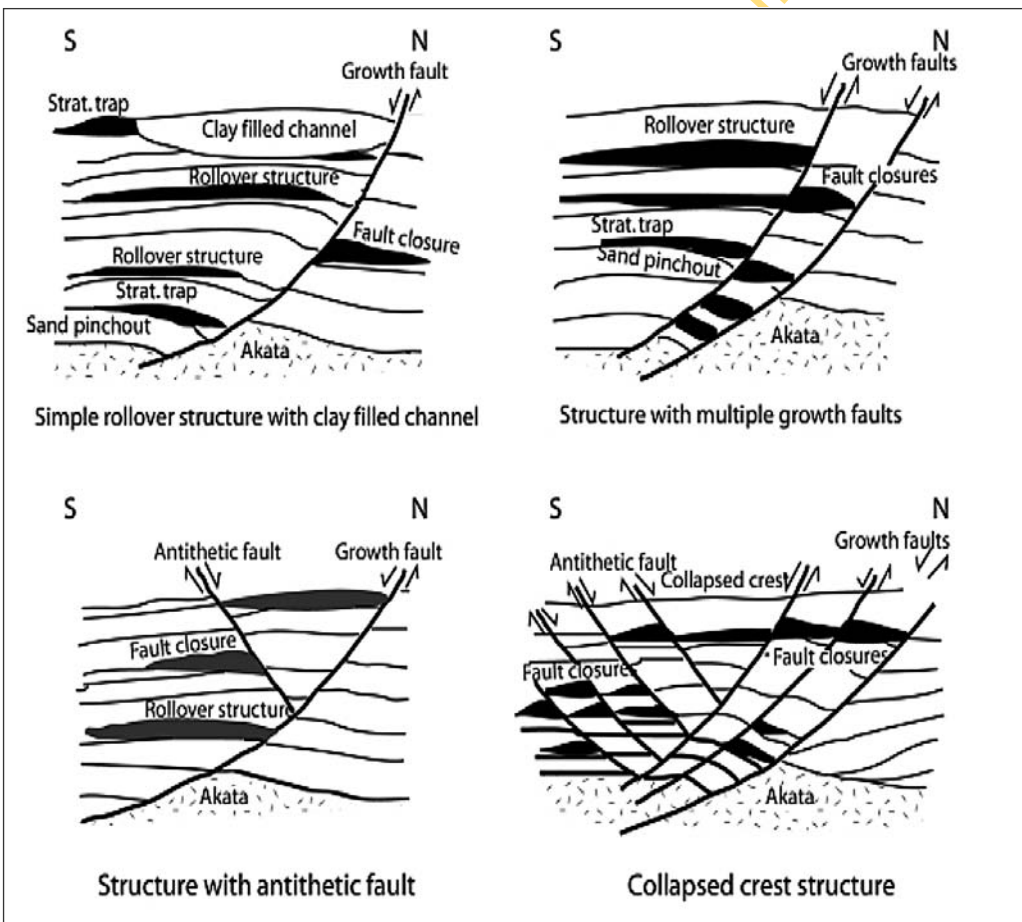 S
N
Growth fault
Strat. trap
Clay filled channel
Rollover structure
Fault closure
Rollover structure
Strat. trap
Sand pinchout
Akata
Simple rollover structure with clay filled channel
S
N
Growth faults
Rollover structure
Fault closures
Strat. trap
Sand pinchout
Akata
Structure with multiple growth faults
S
N
Antithetic fault
Growth fault
Fault closure
Rollover structure
Akata
Structure with antithetic fault
S
N
Growth faults
Antithetic fault
Collapsed crest
Fault closures
Fault closures
Akata
Collapsed crest structure